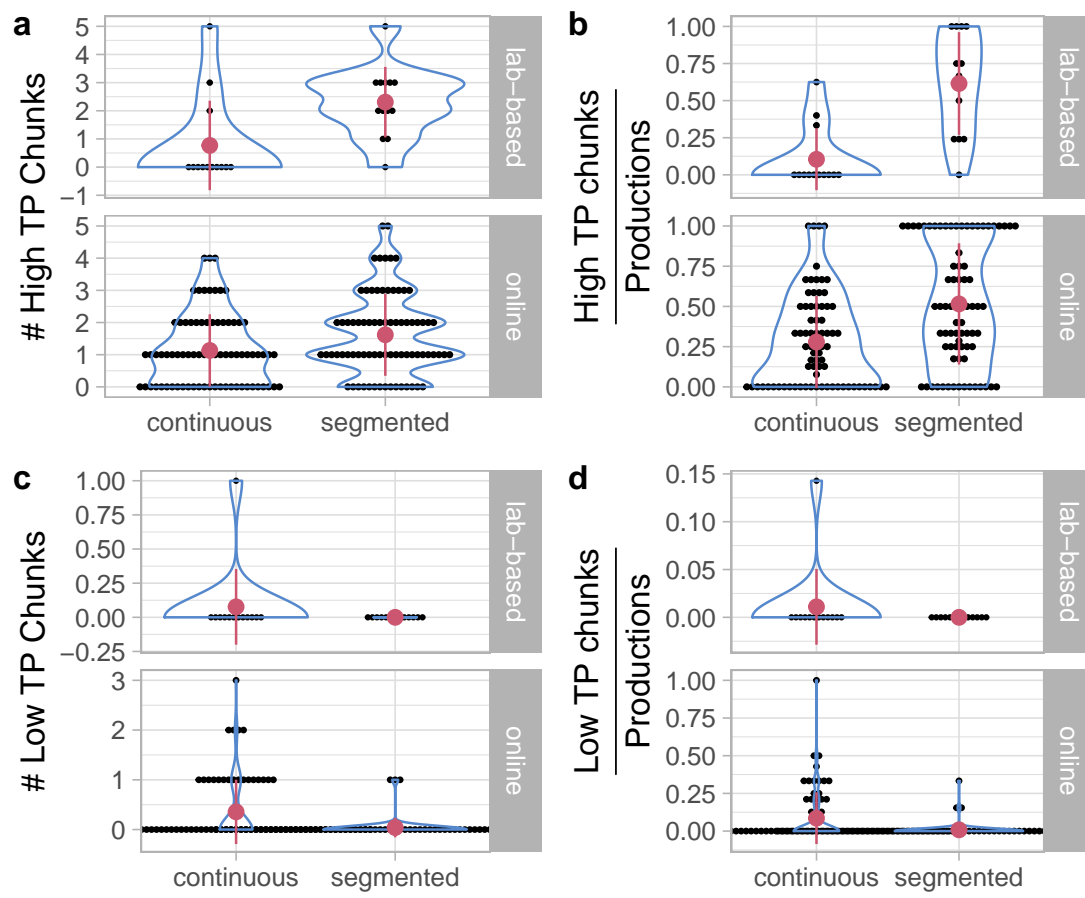 a
# High TP Chunks
5
4
3
2
1
0
−1
lab−based
5
4
3
2
1
0
online
continuous
segmented
b
High TP chunks
Productions
1.00
0.75
0.50
0.25
0.00
lab−based
1.00
0.75
0.50
0.25
0.00
online
continuous
segmented
c
# Low TP Chunks
1.00
0.75
0.50
0.25
0.00
−0.25
lab−based
3
2
1
0
online
continuous
segmented
d
Low TP chunks
Productions
0.15
0.10
0.05
0.00
lab−based
1.00
0.75
0.50
0.25
0.00
online
continuous
segmented